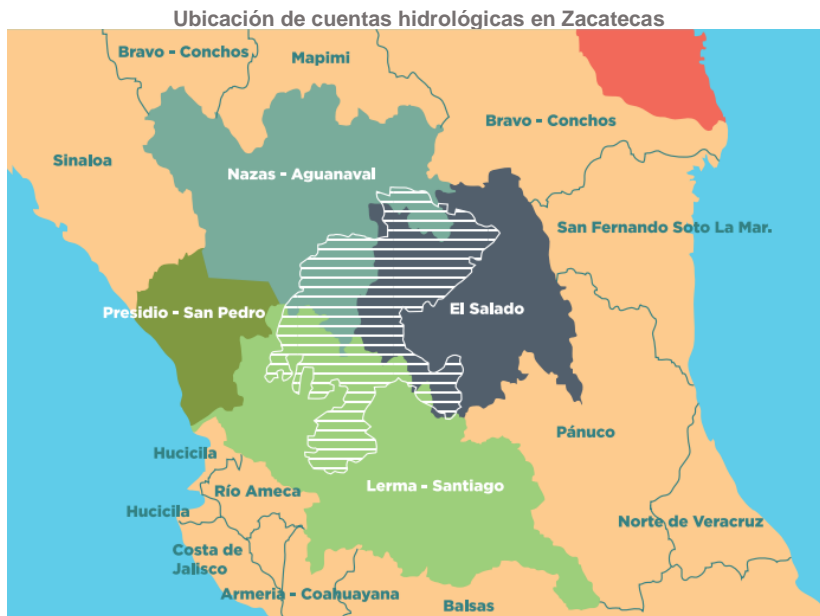 Ubicación de cuentas hidrológicas en Zacatecas
Bravo - Conchos
Mapimi
Bravo - Conchos
Sinaloa
Nazas - Aguanaval
San Fernando Soto La Mar.
Presidio - San Pedro
El Salado
Pánuco
Hucicila
Lerma - Santiago
Río Ameca
Hucicila
Norte de Veracruz
Costa de
Jalisco
Armeria - Coahuayana
Balsas